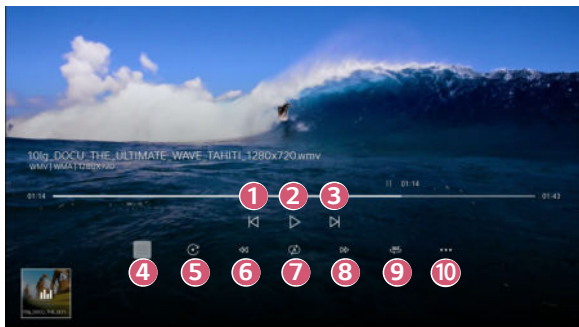 10lg_DOCU_THE_ULTIMATE_WAVE_TAHITI_1280x720.wmv
WMV | WMA | 1280x720
01:14
01:14
01:43
1 2 3
4 5 6 7 8 9 10